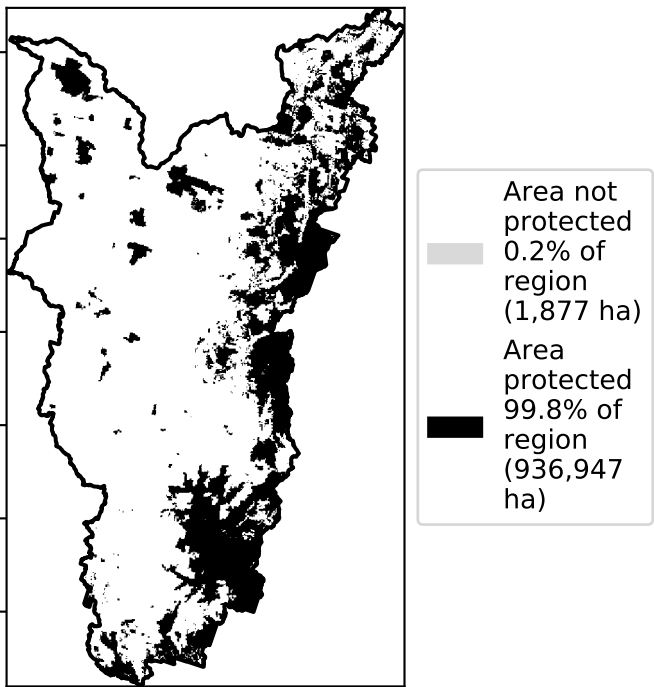 Area not
protected
0.2% of
region
(1,877 ha)
Area
protected
99.8% of
region
(936,947
ha)